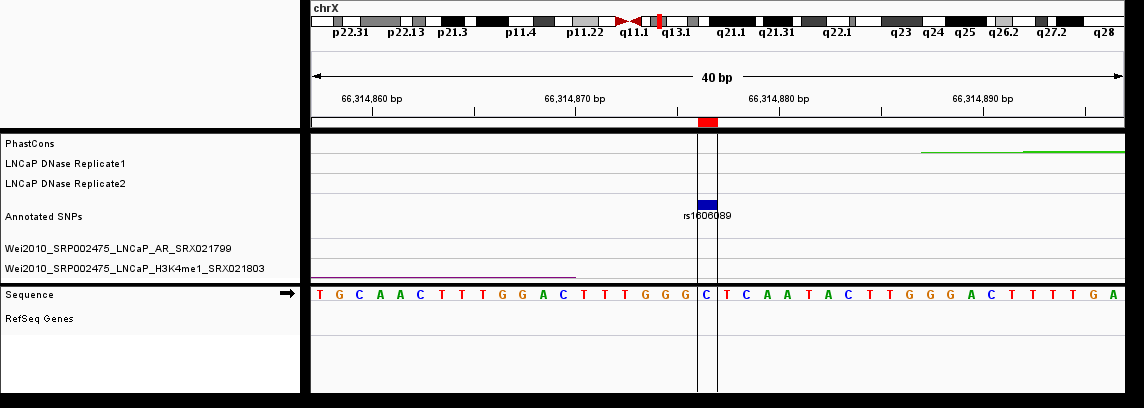 chrX
p22.31 p22.13 p21.3 p11.4 p11.22 q11.1 q13.1 q21.1 q21.31 q22.1 q23 q24 q25 q26.2 q27.2 q28
40 bp
66,314,860 bp 66,314,870 bp 66,314,880 bp 66,314,890 bp
PhastCons
LNCaP DNase Replicate1
LNCaP DNase Replicate2
Annotated SNPs
rs1606089
Wei2010_SRP002475_LNCaP_AR_SRX021799
Wei2010_SRP002475_LNCaP_H3K4me1_SRX021803
Sequence T G C A A C T T T G G A C T T T G G G C T C A A T A C T T G G G A C T T T T G A
RefSeq Genes